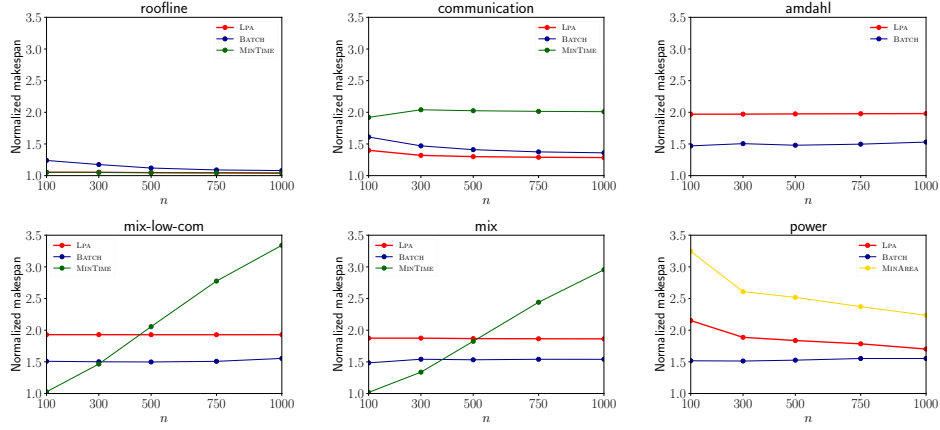 roofline
Normalized makespan
3.5
3.0
2.5
2.0
1.5
1.0
100
300
500
750
1000
n
LPA
BATCH
MINTIME
communication
Normalized makespan
3.5
3.0
2.5
2.0
1.5
1.0
100
300
500
750
1000
n
LPA
BATCH
MINTIME
amdahl
Normalized makespan
3.5
3.0
2.5
2.0
1.5
1.0
100
300
500
750
1000
n
LPA
BATCH
mix-low-com
Normalized makespan
3.5
3.0
2.5
2.0
1.5
1.0
100
300
500
750
1000
n
LPA
BATCH
MINTIME
mix
Normalized makespan
3.5
3.0
2.5
2.0
1.5
1.0
100
300
500
750
1000
n
LPA
BATCH
MINTIME
power
Normalized makespan
3.5
3.0
2.5
2.0
1.5
1.0
100
300
500
750
1000
n
LPA
BATCH
MINAREA